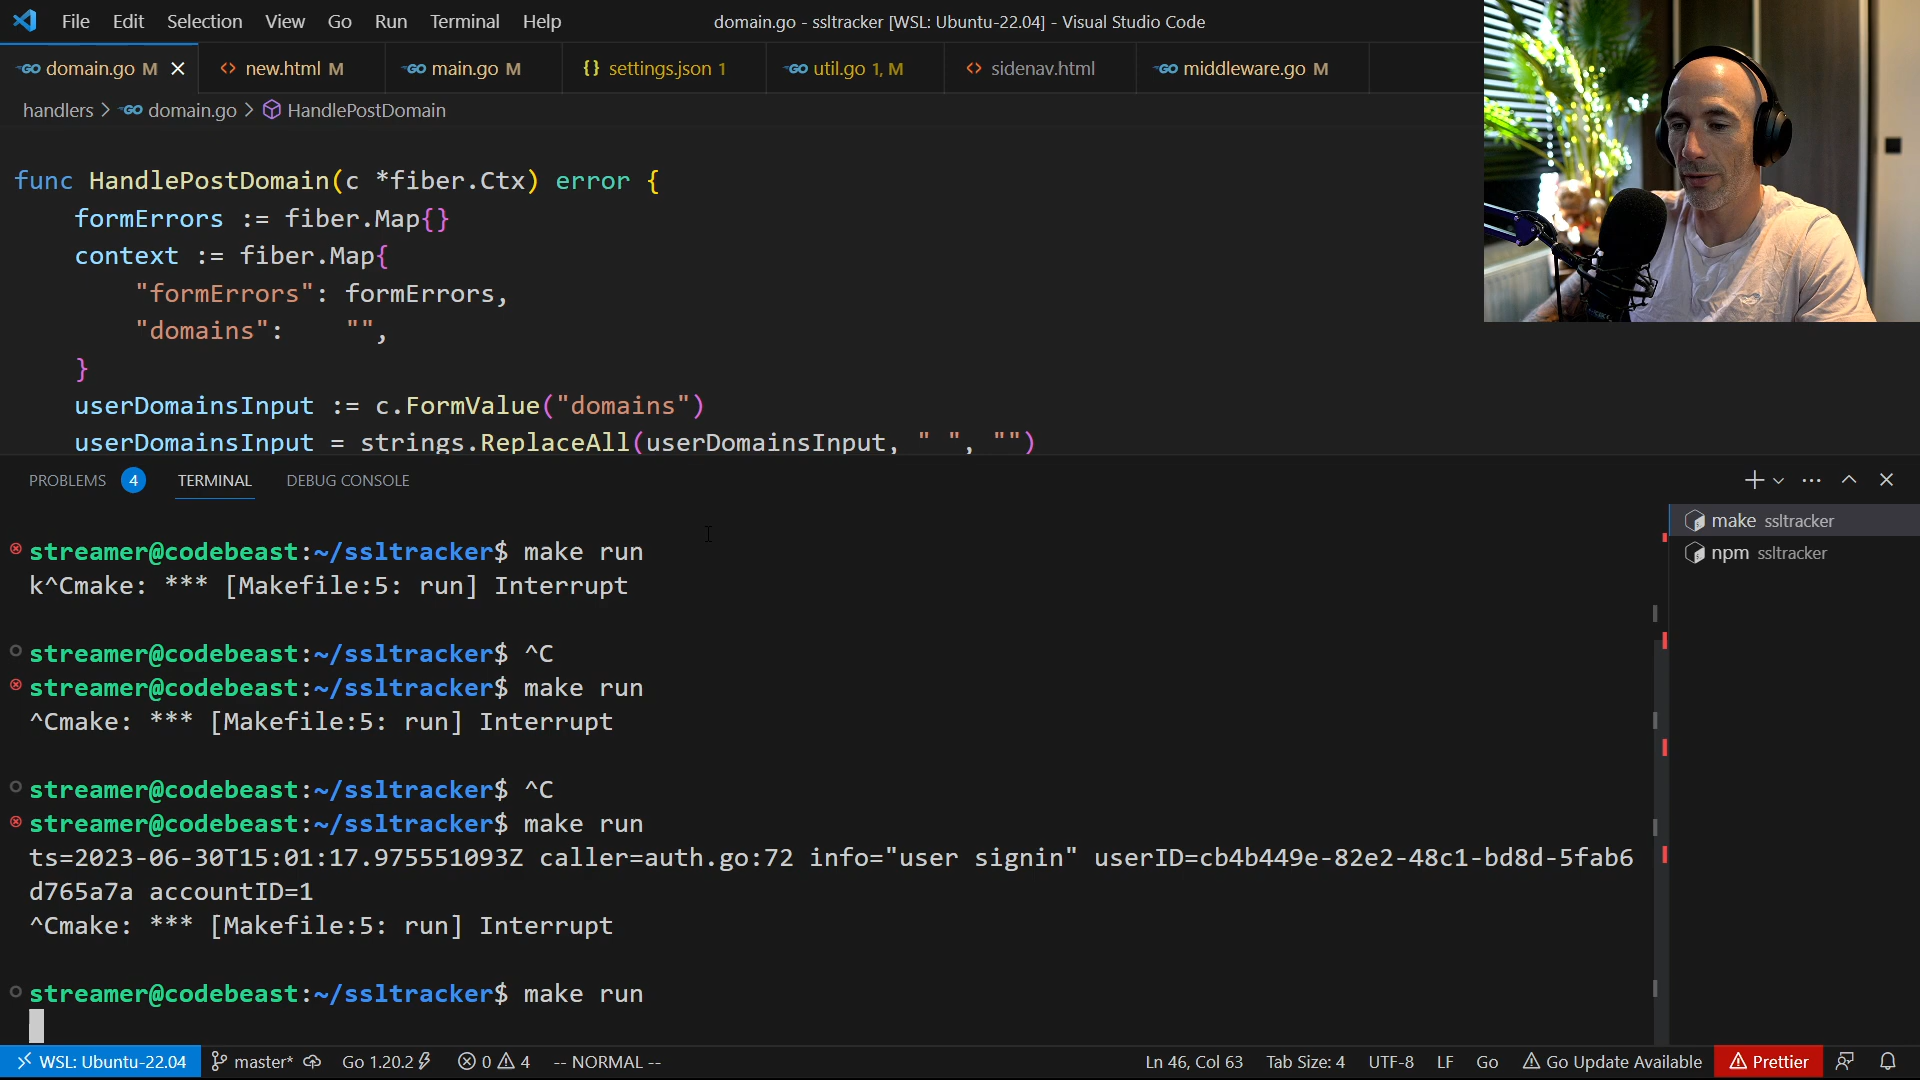 File Edit Selection View Go Run Terminal Help
domain.go - ssltracker [WSL: Ubuntu-22.04] - Visual Studio Code
GO domain.go M
<> new.html M
GO main.go M
{} settings.json 1
GO util.go 1, M
<> sidenav.html
GO middleware.go M
handlers > GO domain.go > HandlePostDomain
func HandlePostDomain(c *fiber.Ctx) error {
formErrors := fiber.Map{}
context := fiber.Map{
"formErrors": formErrors,
"domains":    "",
}
userDomainsInput := c.FormValue("domains")
userDomainsInput = strings.ReplaceAll(userDomainsInput, " ", "")
PROBLEMS 4 TERMINAL DEBUG CONSOLE
make ssltracker
npm ssltracker
streamer@codebeast:~/ssltracker$ make run
k^Cmake: *** [Makefile:5: run] Interrupt
streamer@codebeast:~/ssltracker$ ^C
streamer@codebeast:~/ssltracker$ make run
^Cmake: *** [Makefile:5: run] Interrupt
streamer@codebeast:~/ssltracker$ ^C
streamer@codebeast:~/ssltracker$ make run
ts=2023-06-30T15:01:17.975551093Z caller=auth.go:72 info="user signin" userID=cb4b449e-82e2-48c1-bd8d-5fab6
d765a7a accountID=1
^Cmake: *** [Makefile:5: run] Interrupt
streamer@codebeast:~/ssltracker$ make run
WSL: Ubuntu-22.04 master* Go 1.20.2 0 4 -- NORMAL -- Ln 46, Col 63 Tab Size: 4 UTF-8 LF Go Go Update Available Prettier